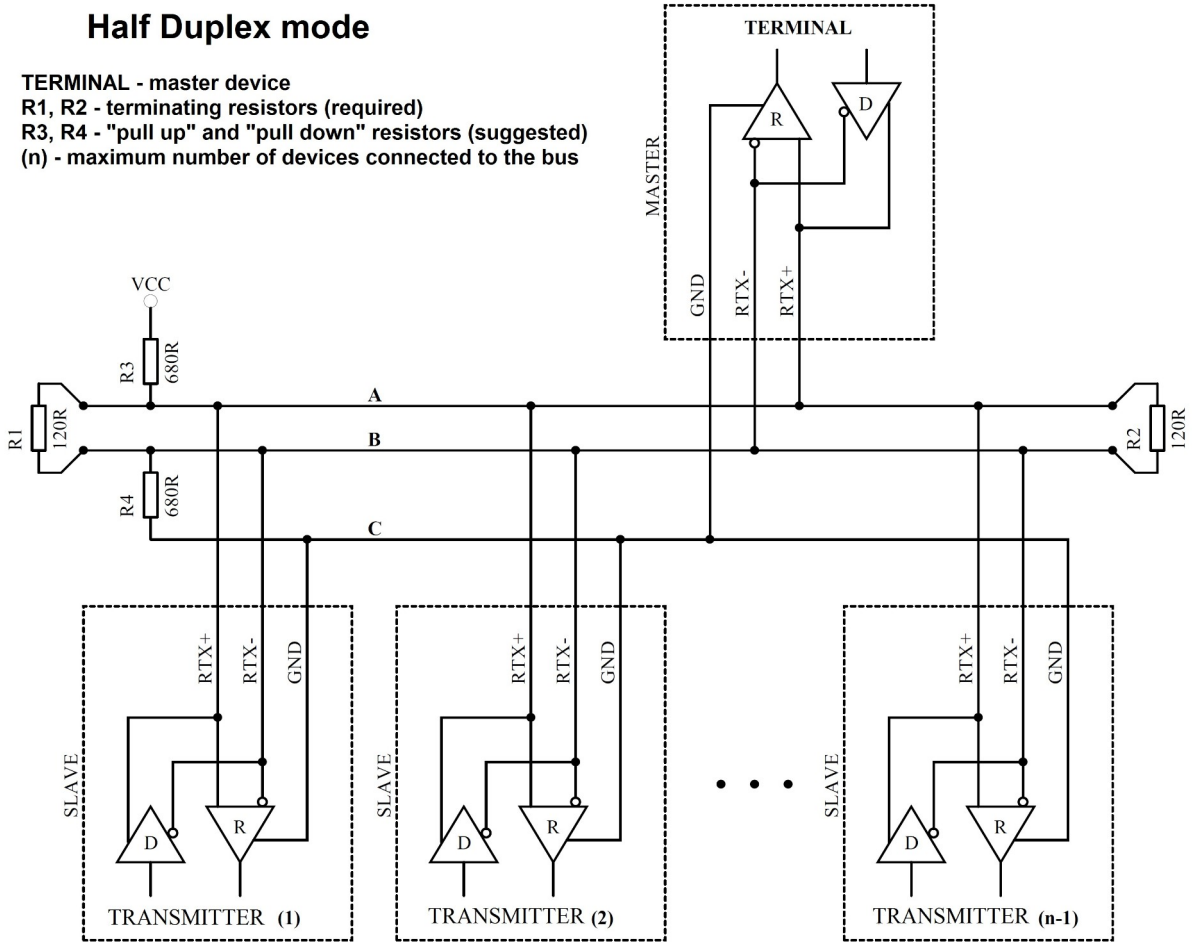 Half Duplex mode
TERMINAL - master device
R1, R2 - terminating resistors (required)
R3, R4 - "pull up" and "pull down" resistors (suggested)
(n) - maximum number of devices connected to the bus
TERMINAL
R
D
MASTER
GND
RTX-
RTX+
VCC
R3
680R
A
R1
120R
B
R2
120R
R4
680R
C
RTX+
RTX-
GND
SLAVE
D
R
TRANSMITTER (1)
RTX+
RTX-
GND
SLAVE
D
R
TRANSMITTER (2)
RTX+
RTX-
GND
SLAVE
D
R
TRANSMITTER (n-1)